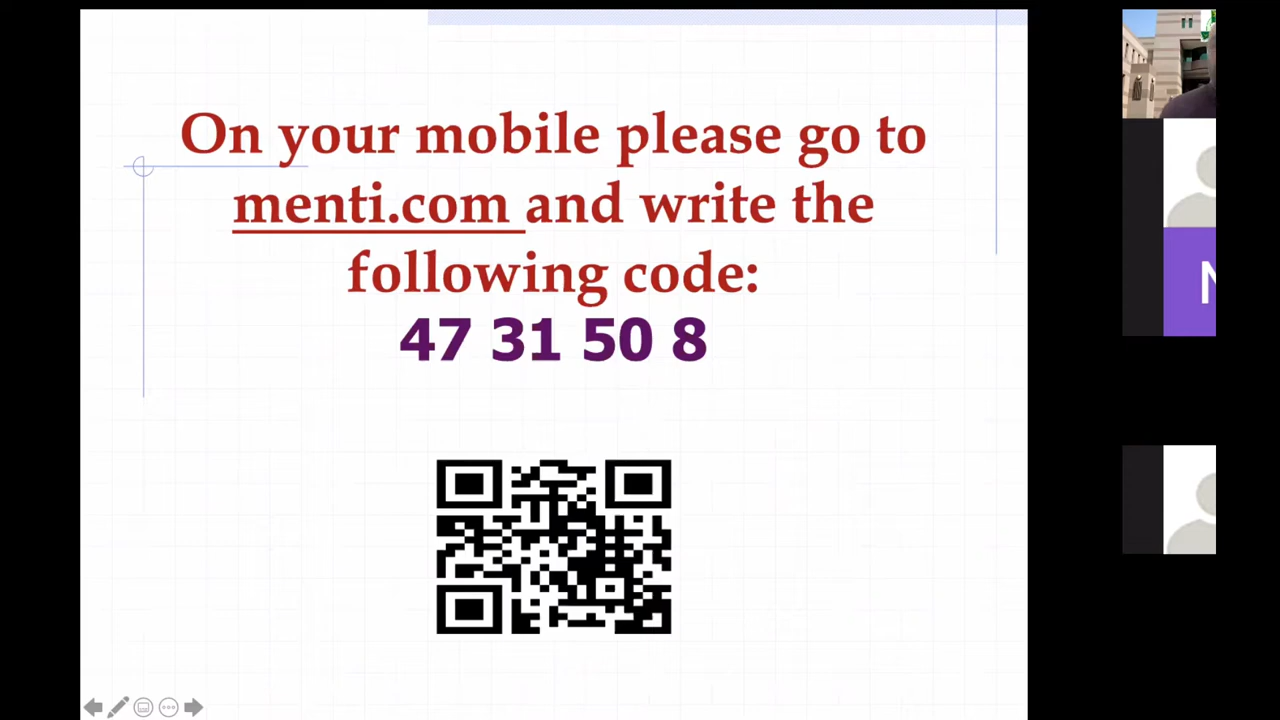 On your mobile please go to
menti.com and write the
following code:
47 31 50 8